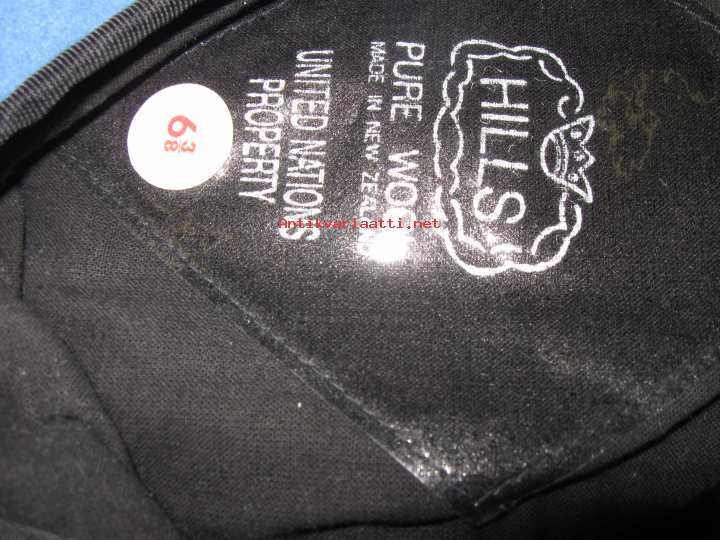 HILLS
PURE WOOL
MADE IN NEW ZEALAND
UNITED NATIONS
PROPERTY
6 3/8
Antikvariaatti.net